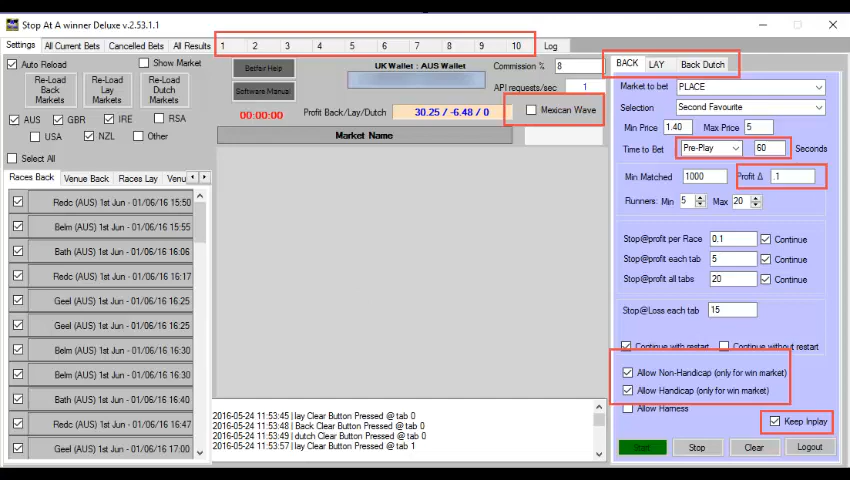 Stop At A winner Deluxe v.2.53.1.1
Settings All Current Bets Cancelled Bets All Results 1 2 3 4 5 6 7 8 9 10 Log
Auto Reload Show Market
Re-Load Back Markets
Re-Load Lay Markets
Re-Load Dutch Markets
AUS GBR IRE RSA
USA NZL Other
Select All
Races Back Venue Back Races Lay Venu
Redc (AUS) 1st Jun - 01/06/16 15:50
Belm (AUS) 1st Jun - 01/06/16 15:55
Bath (AUS) 1st Jun - 01/06/16 16:06
Redc (AUS) 1st Jun - 01/06/16 16:17
Geel (AUS) 1st Jun - 01/06/16 16:25
Geel (AUS) 1st Jun - 01/06/16 16:25
Belm (AUS) 1st Jun - 01/06/16 16:30
Belm (AUS) 1st Jun - 01/06/16 16:30
Bath (AUS) 1st Jun - 01/06/16 16:40
Redc (AUS) 1st Jun - 01/06/16 16:47
Geel (AUS) 1st Jun - 01/06/16 17:00
Betfair Help
Software Manual
00:00:00
UK Wallet : AUS Wallet
Commission % 8
API requests/sec 1
Profit Back/Lay/Dutch 30.25 / -6.48 / 0
Mexican Wave
Market Name
2016-05-24 11:53:45 | lay Clear Button Pressed @ tab 0
2016-05-24 11:53:48 | Back Clear Button Pressed @ tab 0
2016-05-24 11:53:49 | dutch Clear Button Pressed @ tab 0
2016-05-24 11:53:57 | lay Clear Button Pressed @ tab 1
BACK LAY Back Dutch
Market to bet PLACE
Selection Second Favourite
Min Price 1.40 Max Price 5
Time to Bet Pre-Play 60 Seconds
Min Matched 1000 Profit Δ .1
Runners: Min 5 Max 20
Stop@profit per Race 0.1 Continue
Stop@profit each tab 5 Continue
Stop@profit all tabs 20 Continue
Stop@Loss each tab 15
Continue with restart Continue without restart
Allow Non-Handicap (only for win market)
Allow Handicap (only for win market)
Allow Harness
Keep Inplay
Start Stop Clear Logout